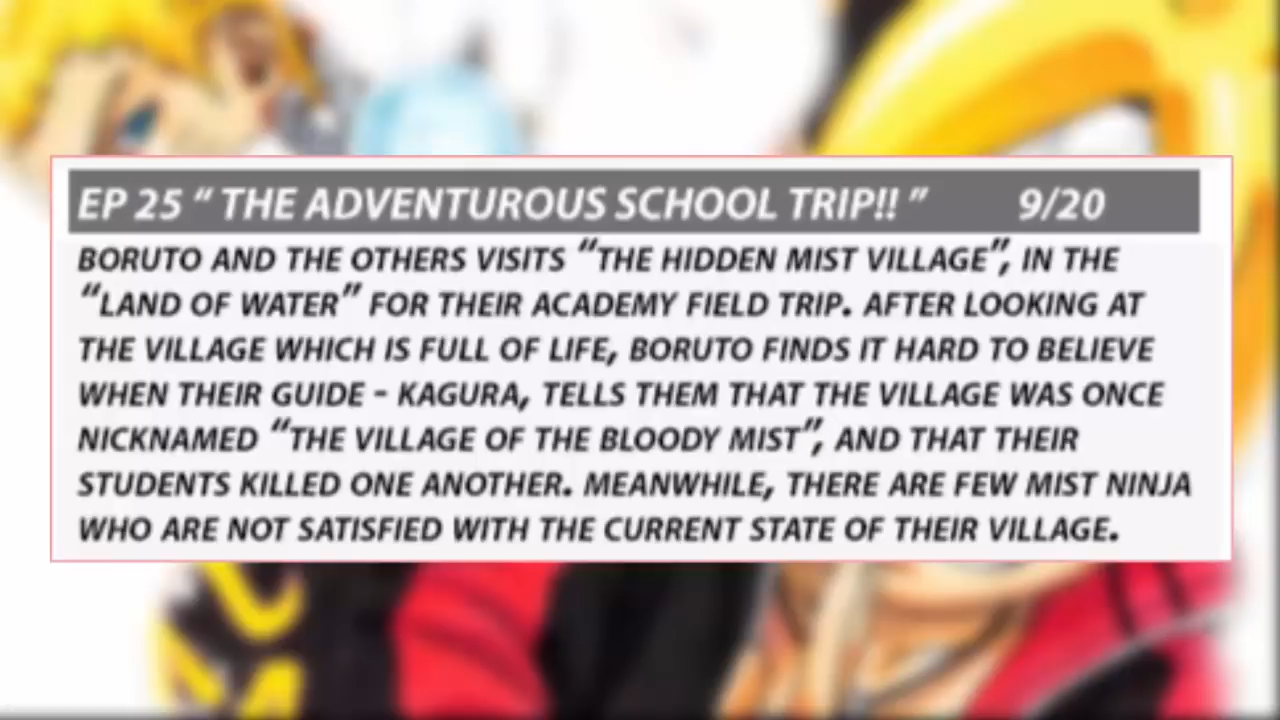 EP 25 “ THE ADVENTUROUS SCHOOL TRIP!! ” 9/20
BORUTO AND THE OTHERS VISITS “THE HIDDEN MIST VILLAGE”, IN THE
“LAND OF WATER” FOR THEIR ACADEMY FIELD TRIP. AFTER LOOKING AT
THE VILLAGE WHICH IS FULL OF LIFE, BORUTO FINDS IT HARD TO BELIEVE
WHEN THEIR GUIDE - KAGURA, TELLS THEM THAT THE VILLAGE WAS ONCE
NICKNAMED “THE VILLAGE OF THE BLOODY MIST”, AND THAT THEIR
STUDENTS KILLED ONE ANOTHER. MEANWHILE, THERE ARE FEW MIST NINJA
WHO ARE NOT SATISFIED WITH THE CURRENT STATE OF THEIR VILLAGE.